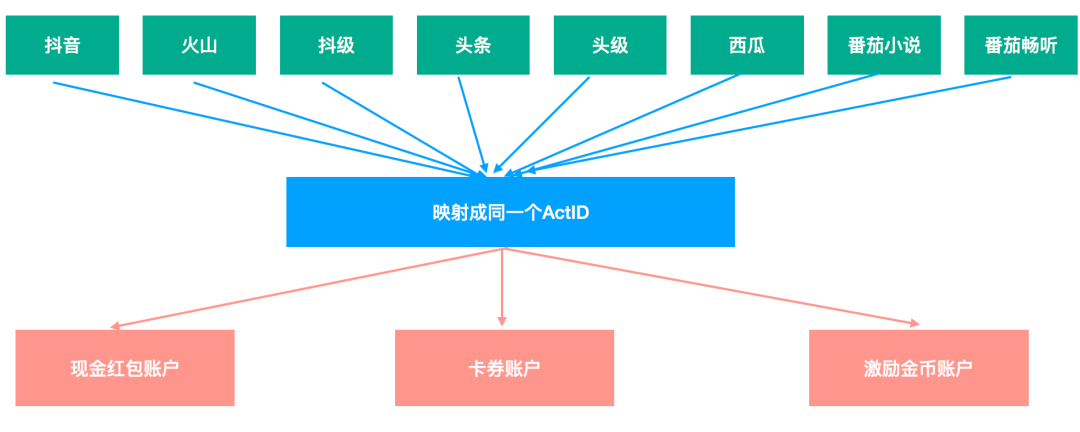 抖音
火山
抖级
头条
头级
西瓜
番茄小说
番茄畅听
映射成同一个ActID
现金红包账户
卡券账户
激励金币账户